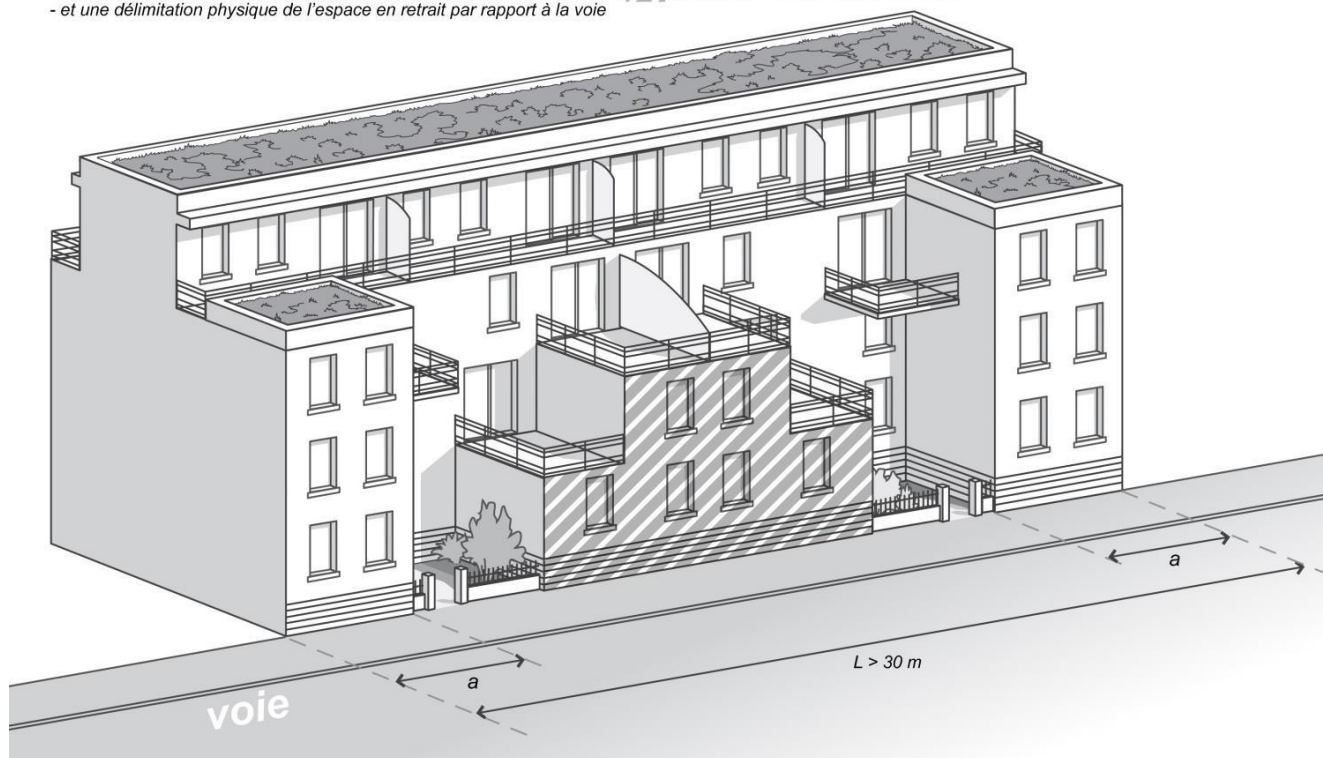 - et une délimitation physique de l'espace en retrait par rapport à la voie
a
L > 30 m
a
voie